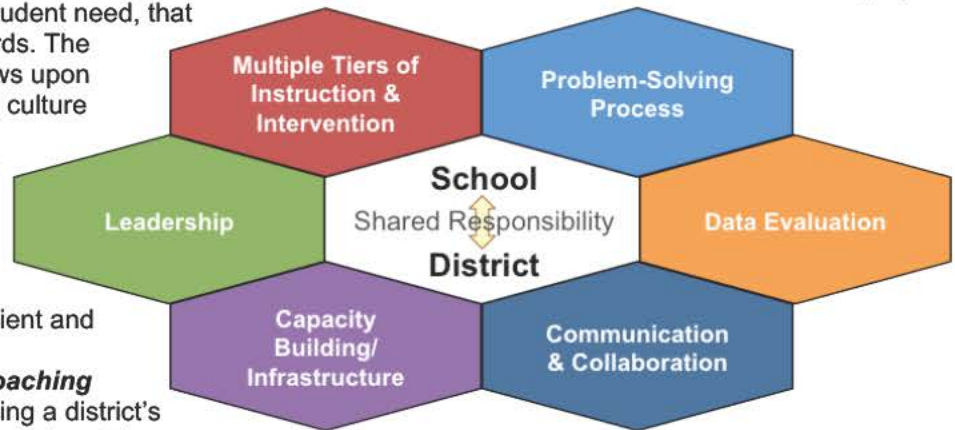 udent need, that
rds. The
ws upon
culture
ient and
oaching
ing a district's
Multiple Tiers of
Instruction &
Intervention
Problem-Solving
Process
Leadership
School
Shared Responsibility
District
Data Evaluation
Capacity
Building/
Infrastructure
Communication
& Collaboration